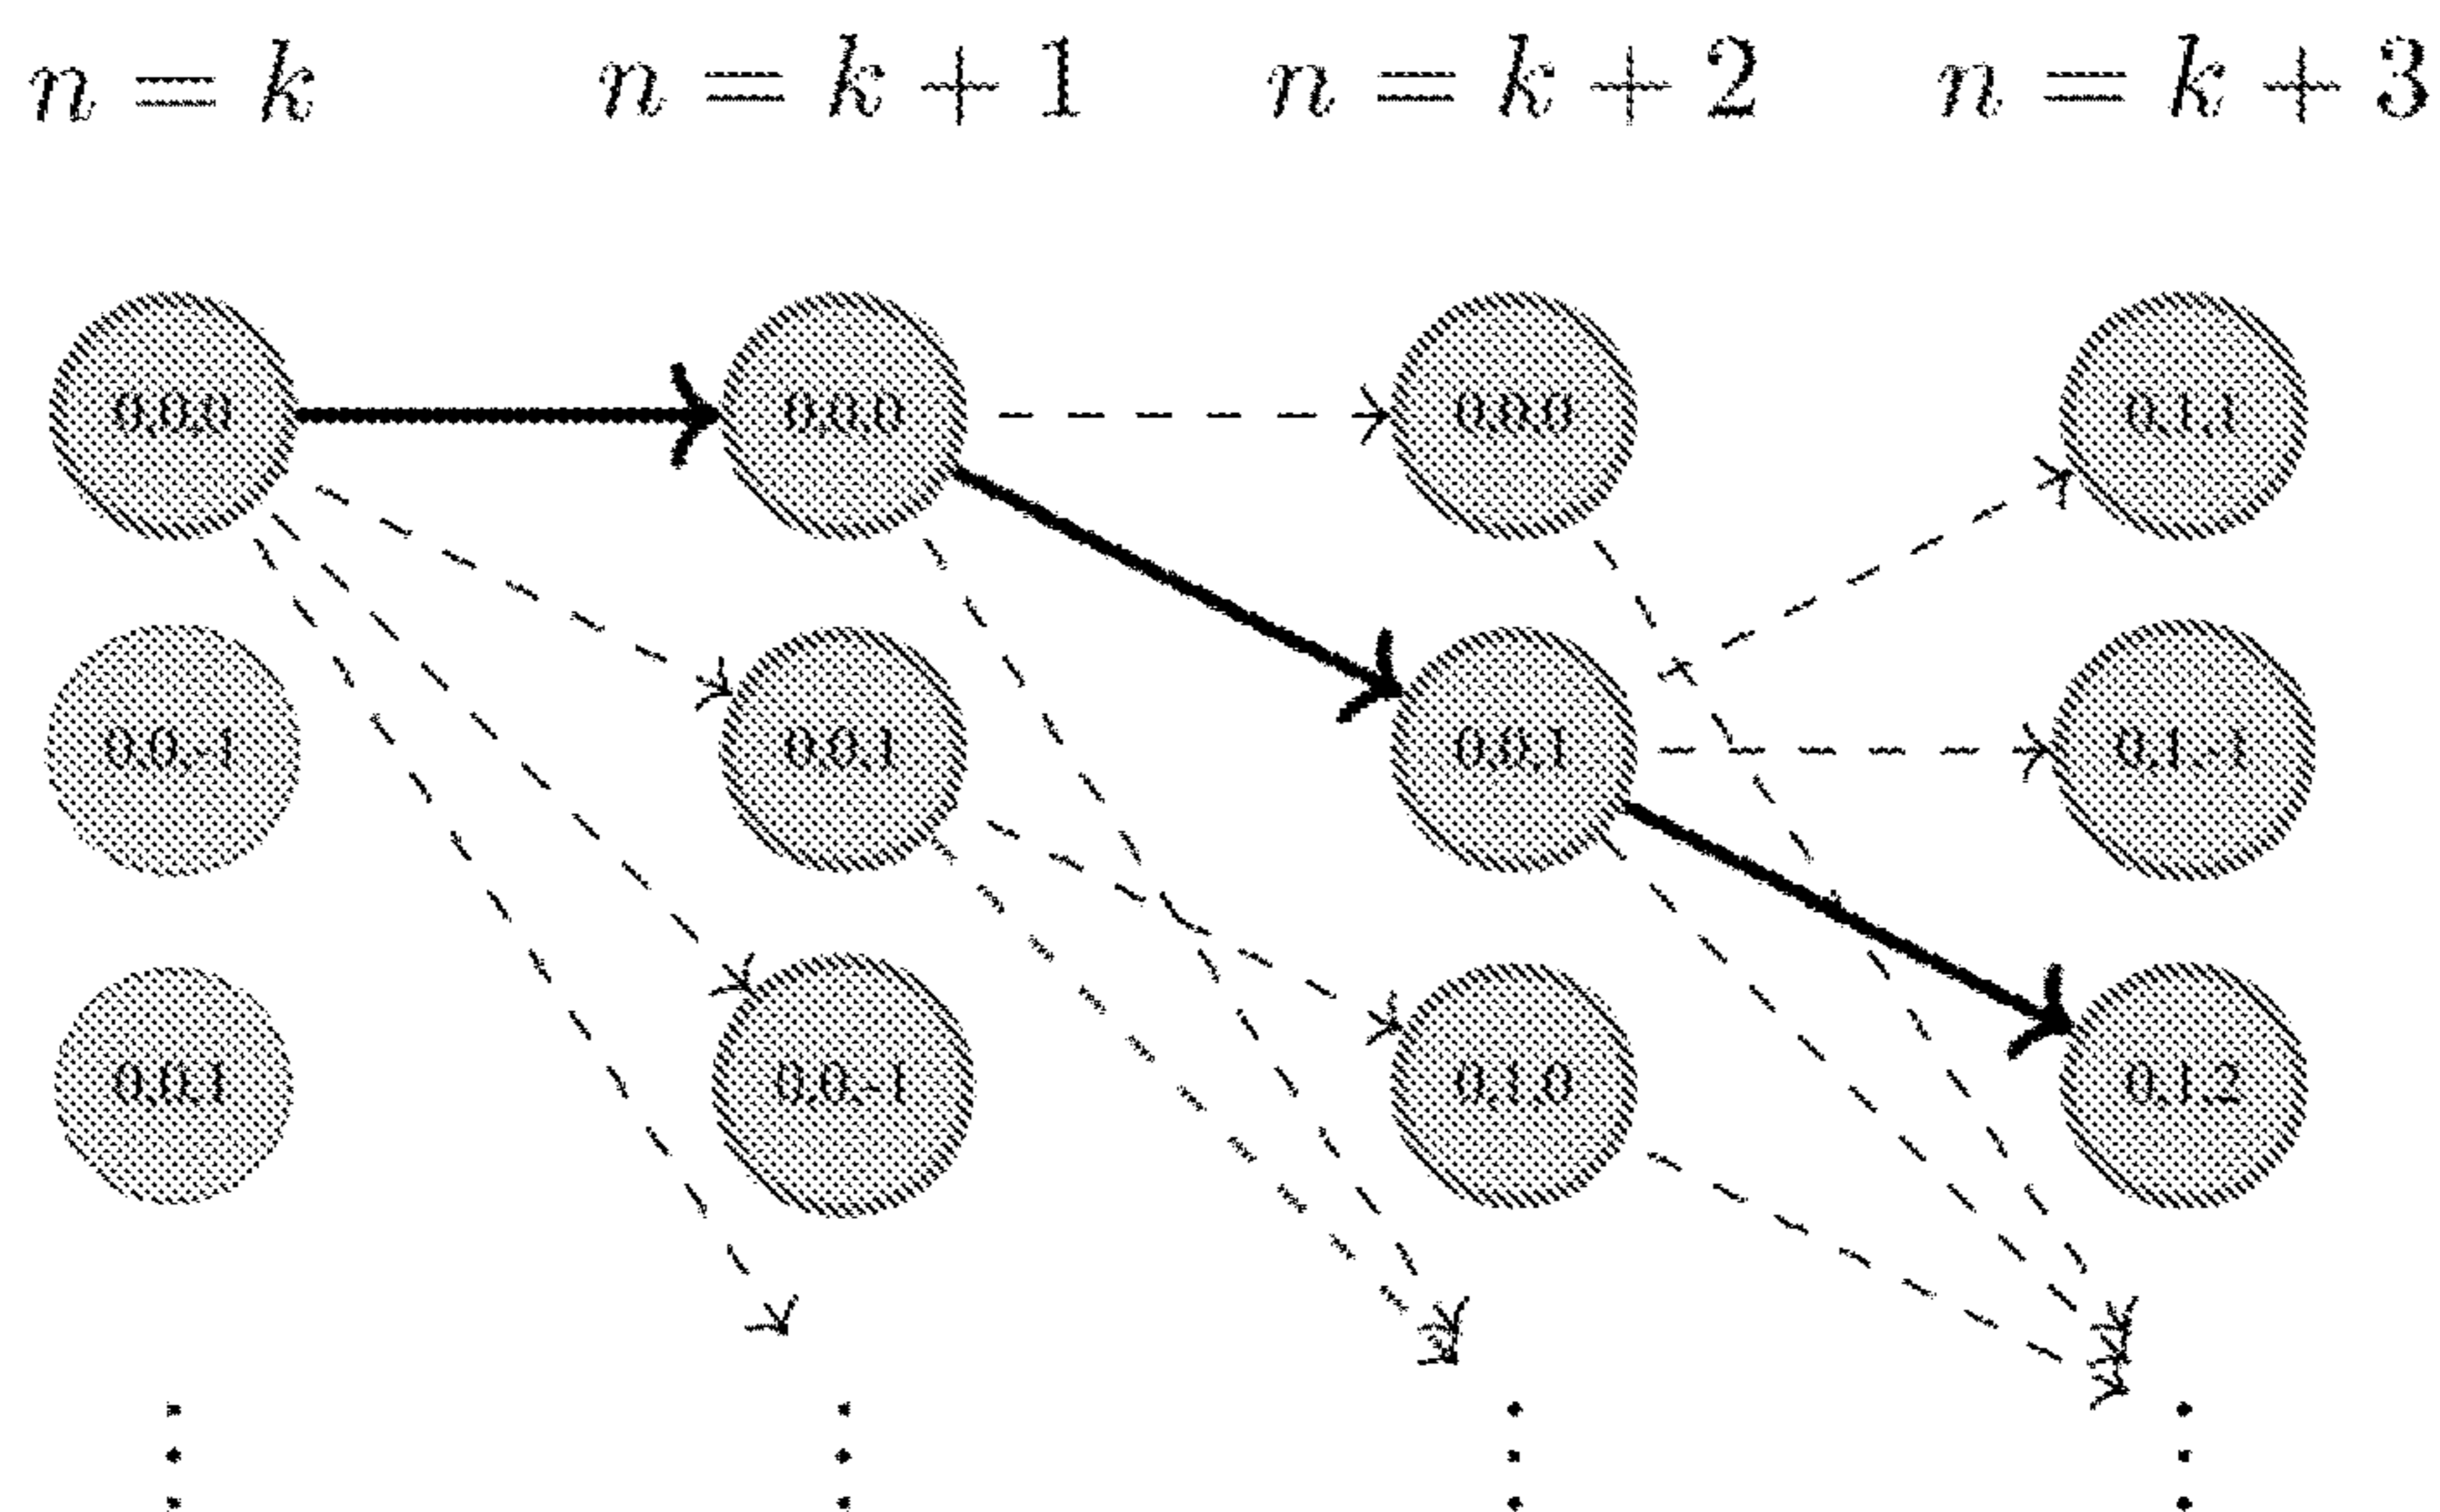 n = k n = k + 1 n = k + 2 n = k + 3
0.0.0 0.0.0 0.0.0 0.1.1
0.0.-1 0.0.1 0.0.1 0.1.-1
0.0.1 0.0.-1 0.1.0 0.1.2